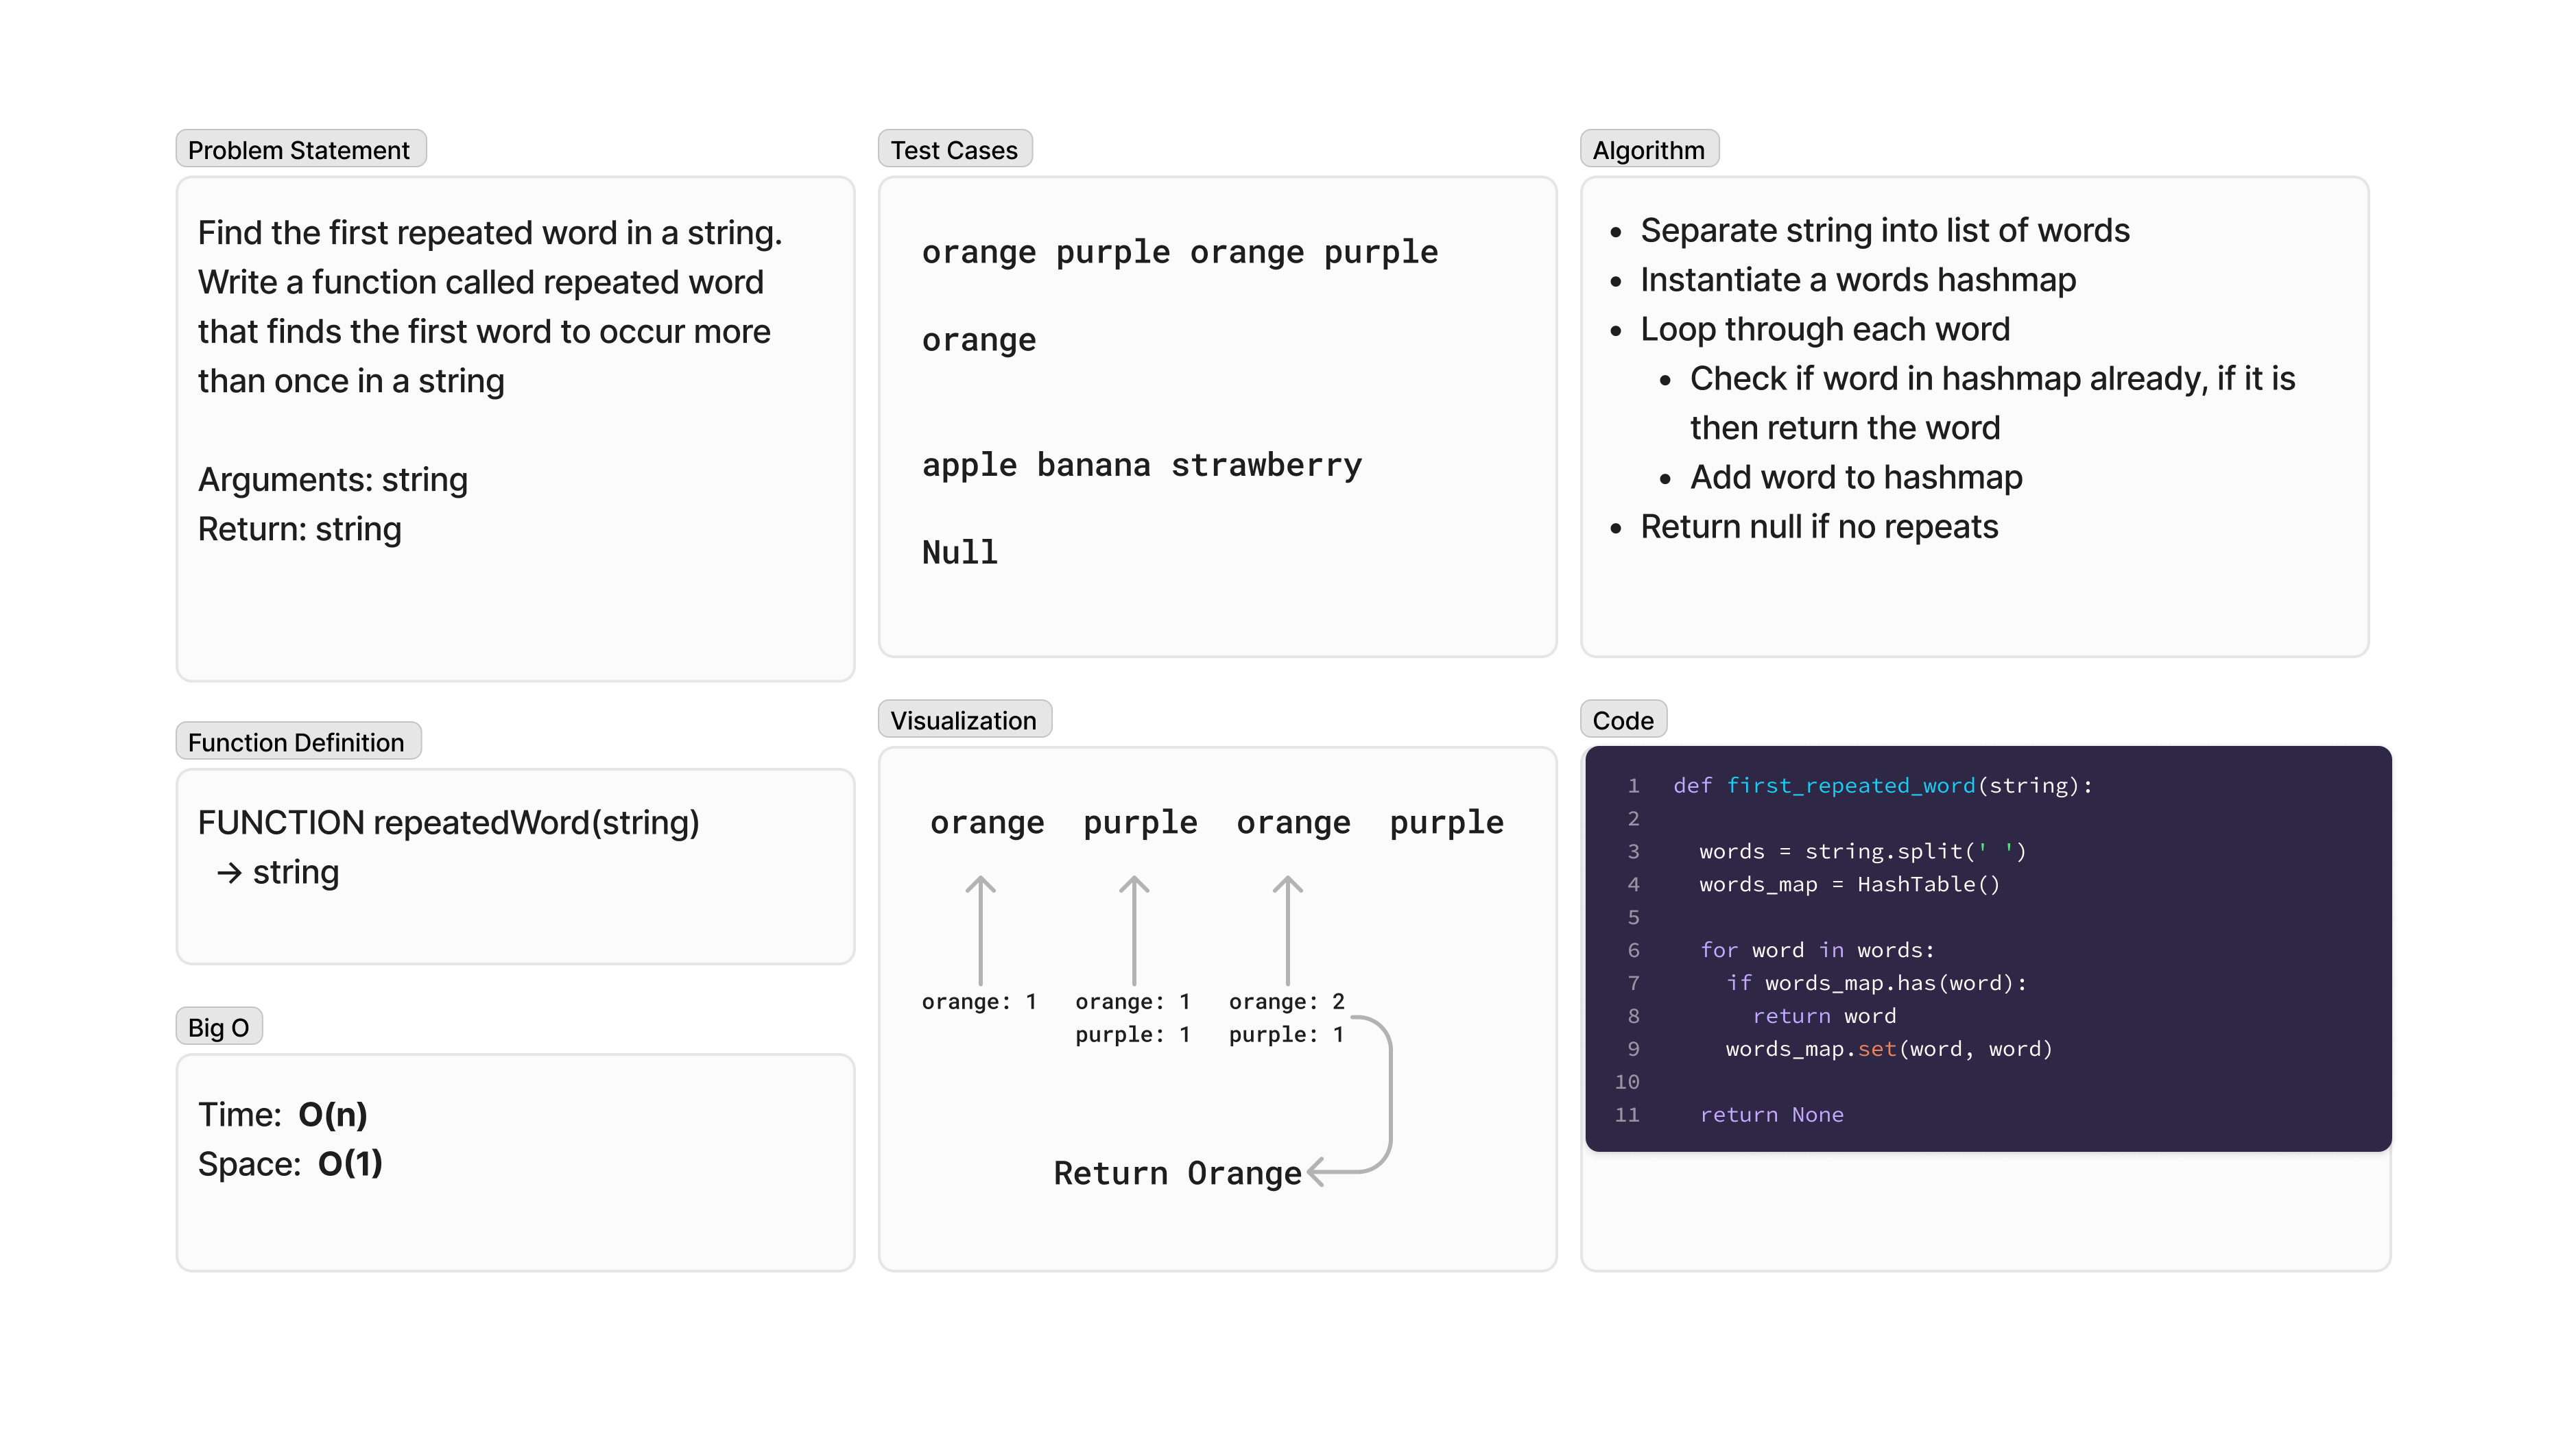 Problem Statement
Find the first repeated word in a string.
Write a function called repeated word
that finds the first word to occur more
than once in a string
Arguments: string
Return: string
Function Definition
FUNCTION repeatedWord(string)
→ string
Big O
Time: O(n)
Space: O(1)
Test Cases
orange purple orange purple
orange
apple banana strawberry
Null
Visualization
orange purple orange purple
orange: 1 orange: 1 orange: 2
purple: 1 purple: 1
Return Orange
Algorithm
• Separate string into list of words
• Instantiate a words hashmap
• Loop through each word
• Check if word in hashmap already, if it is
then return the word
• Add word to hashmap
• Return null if no repeats
Code
1 def first_repeated_word(string):
2
3 words = string.split(' ')
4 words_map = HashTable()
5
6 for word in words:
7 if words_map.has(word):
8 return word
9 words_map.set(word, word)
10
11 return None